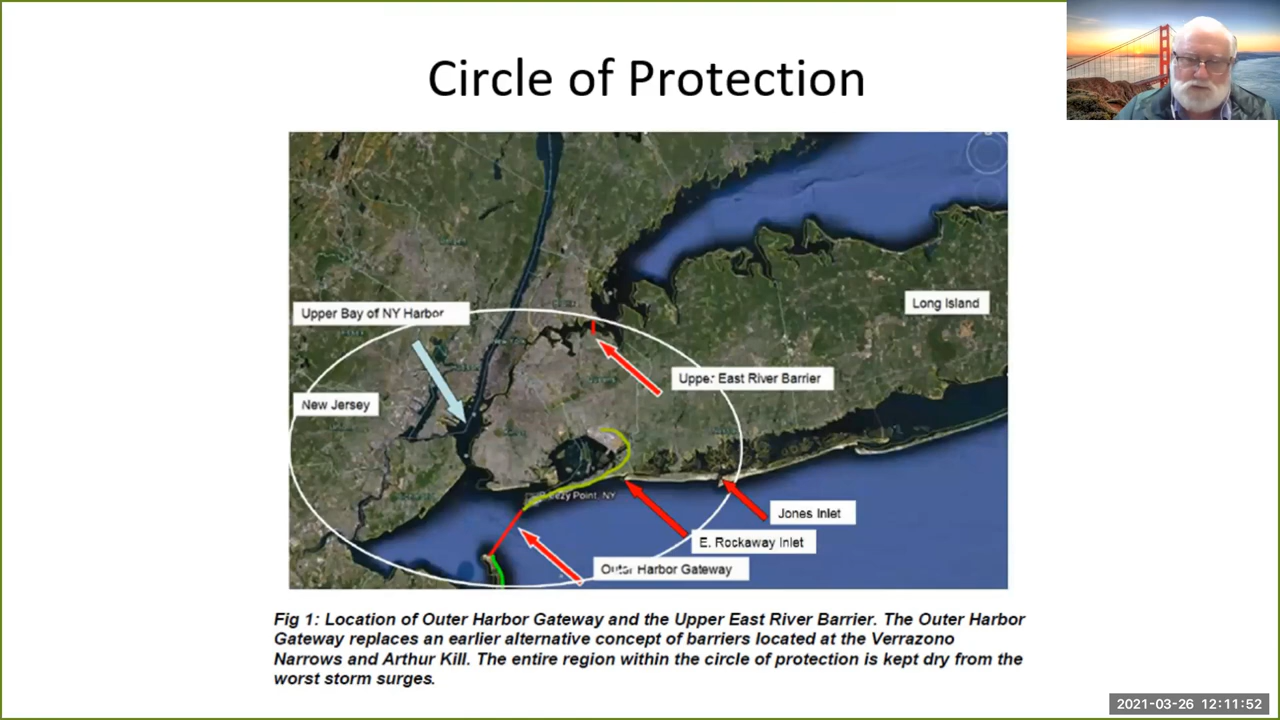 Circle of Protection
Upper Bay of NY Harbor
Long Island
Upper East River Barrier
New Jersey
Breezy Point, NY
Jones Inlet
E. Rockaway Inlet
Outer Harbor Gateway
Fig 1: Location of Outer Harbor Gateway and the Upper East River Barrier. The Outer Harbor
Gateway replaces an earlier alternative concept of barriers located at the Verrazono
Narrows and Arthur Kill. The entire region within the circle of protection is kept dry from the
worst storm surges.
2021-03-26 12:11:52